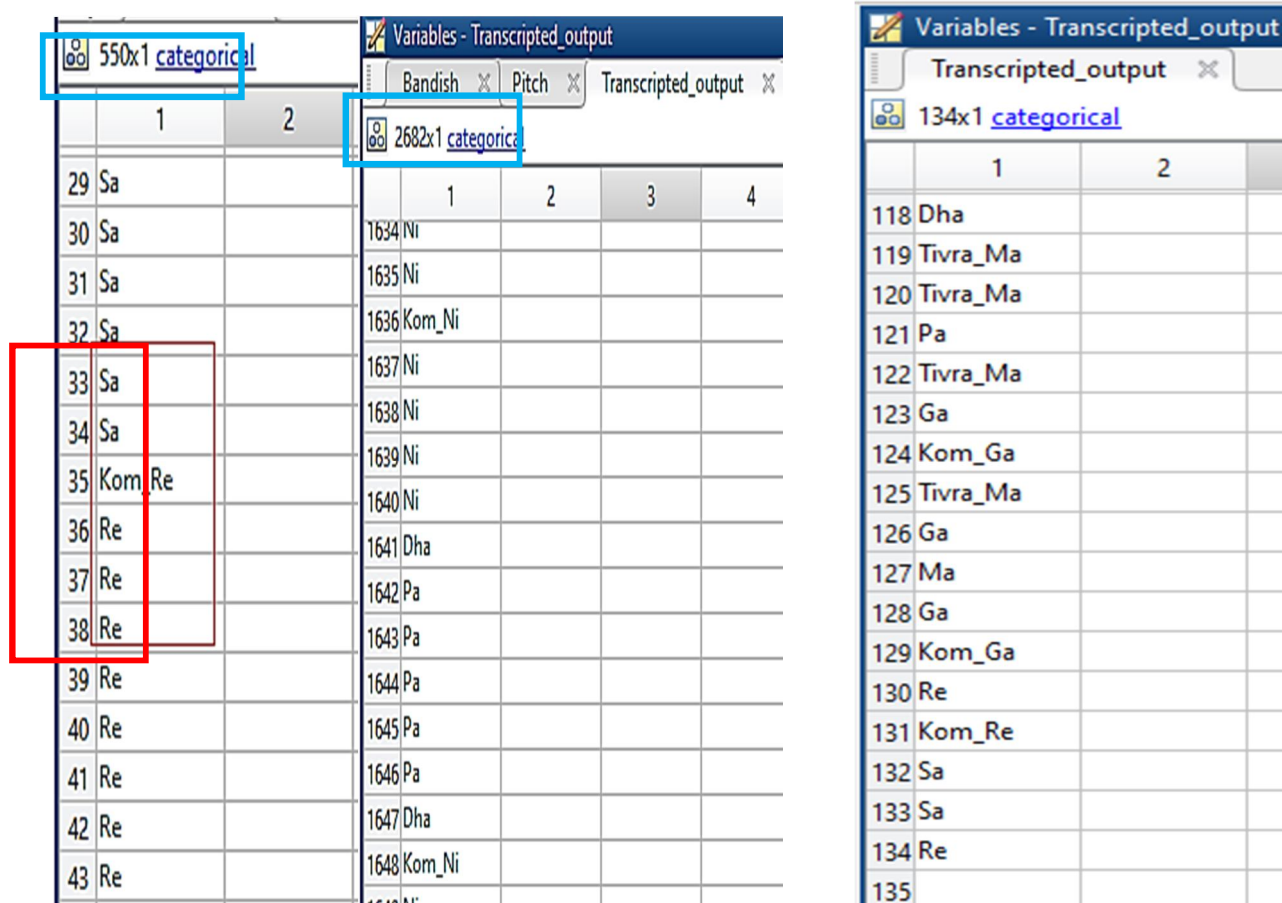 550x1 categorical
1 2
29 Sa
30 Sa
31 Sa
32 Sa
33 Sa
34 Sa
35 Kom_Re
36 Re
37 Re
38 Re
39 Re
40 Re
41 Re
42 Re
43 Re
Variables - Transcripted_output
Bandish Pitch Transcripted_output
2682x1 categorical
1 2 3 4
1634 Ni
1635 Ni
1636 Kom_Ni
1637 Ni
1638 Ni
1639 Ni
1640 Ni
1641 Dha
1642 Pa
1643 Pa
1644 Pa
1645 Pa
1646 Pa
1647 Dha
1648 Kom_Ni
Variables - Transcripted_output
Transcripted_output
134x1 categorical
1 2
118 Dha
119 Tivra_Ma
120 Tivra_Ma
121 Pa
122 Tivra_Ma
123 Ga
124 Kom_Ga
125 Tivra_Ma
126 Ga
127 Ma
128 Ga
129 Kom_Ga
130 Re
131 Kom_Re
132 Sa
133 Sa
134 Re
135